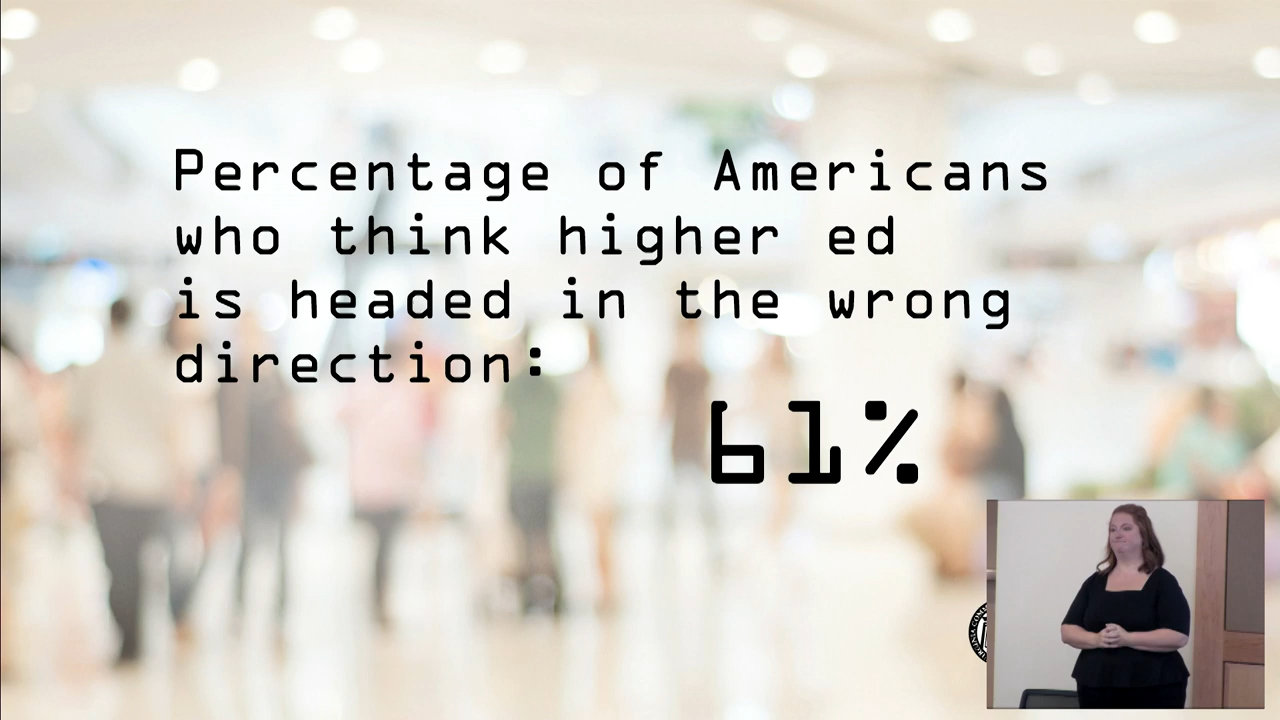 Percentage of Americans
who think higher ed
is headed in the wrong
direction:
61%